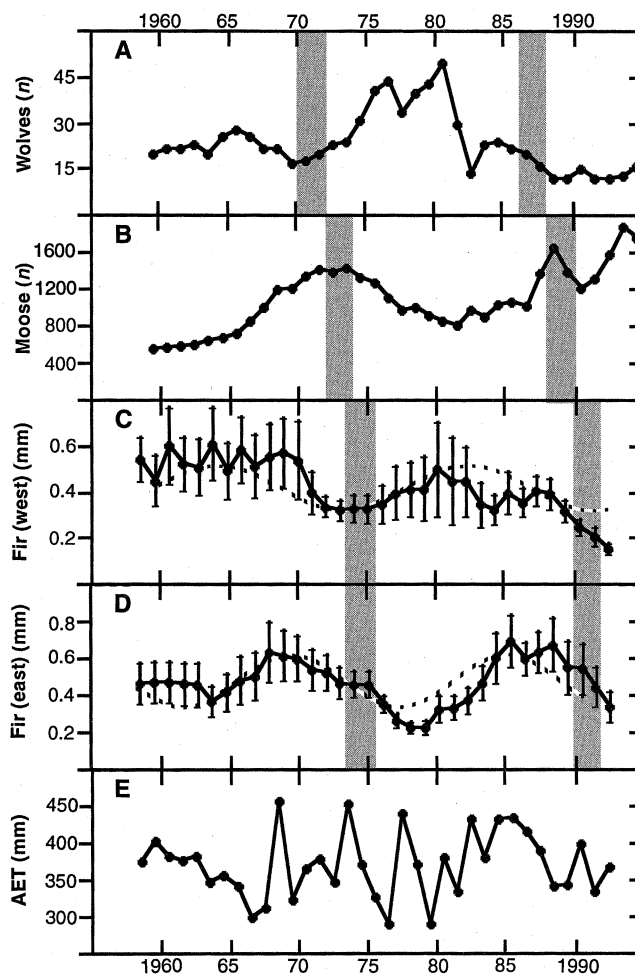 1960 65 70 75 80 85 1990
A
Wolves (n)
45
30
15
B
Moose (n)
1600
1200
800
400
C
Fir (west) (mm)
0.6
0.4
0.2
D
Fir (east) (mm)
0.8
0.6
0.4
0.2
E
AET (mm)
450
400
350
300
1960 65 70 75 80 85 1990